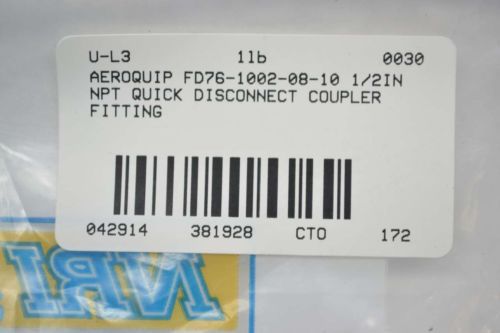 U-L3 1lb 0030
AEROQUIP FD76-1002-08-10 1/2IN
NPT QUICK DISCONNECT COUPLER
FITTING
042914 381928 CTO 172
NRI